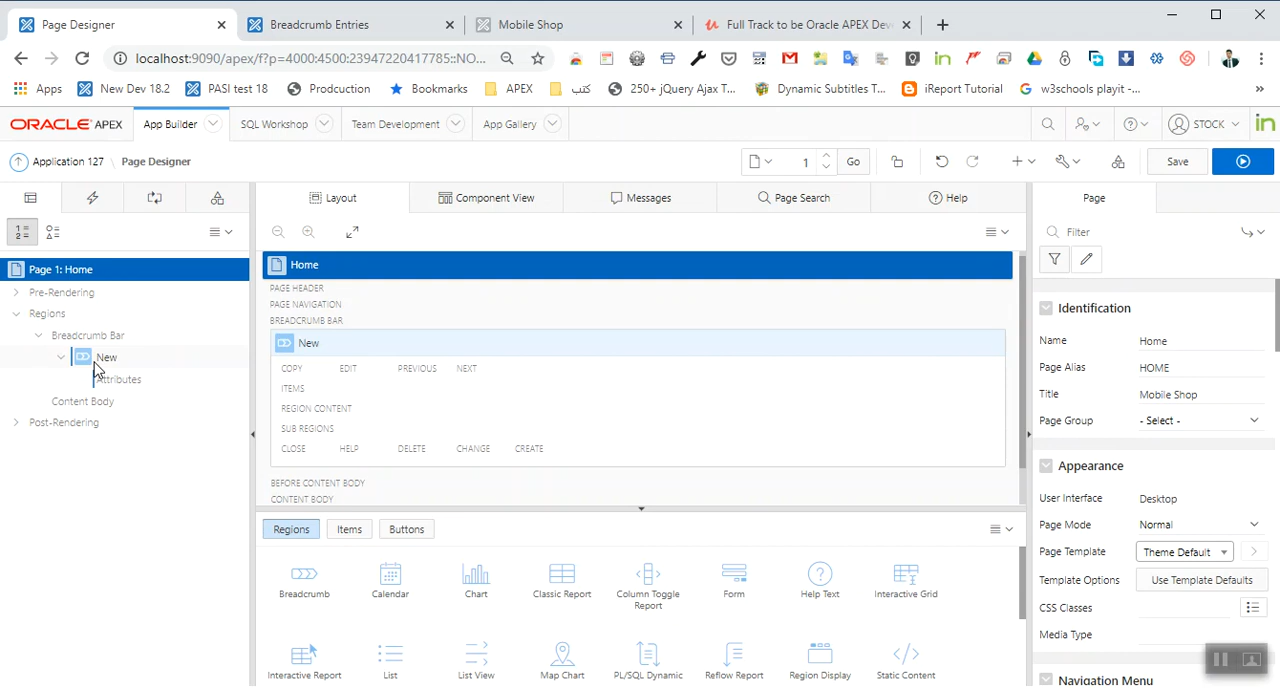 Page Designer
Breadcrumb Entries
Mobile Shop
Full Track to be Oracle APEX Dev
localhost:9090/apex/f?p=4000:4500:23947220417785::NO...
Apps
New Dev 18.2
PASI test 18
Prodcution
Bookmarks
APEX
كتب
250+ jQuery Ajax T...
Dynamic Subtitles T...
iReport Tutorial
w3schools playit -...
»
ORACLE APEX
App Builder
SQL Workshop
Team Development
App Gallery
STOCK
in
Application 127 \ Page Designer
1
Go
Save
Layout
Component View
Messages
Page Search
Help
Page
Filter
Page 1: Home
Pre-Rendering
Regions
Breadcrumb Bar
New
Attributes
Content Body
Post-Rendering
Home
PAGE HEADER
PAGE NAVIGATION
BREADCRUMB BAR
New
COPY EDIT PREVIOUS NEXT
ITEMS
REGION CONTENT
SUB REGIONS
CLOSE HELP DELETE CHANGE CREATE
BEFORE CONTENT BODY
CONTENT BODY
Regions
Items
Buttons
Breadcrumb
Calendar
Chart
Classic Report
Column Toggle
Report
Form
Help Text
Interactive Grid
Interactive Report
List
List View
Map Chart
PL/SQL Dynamic
Reflow Report
Region Display
Static Content
Identification
Name Home
Page Alias HOME
Title Mobile Shop
Page Group - Select -
Appearance
User Interface Desktop
Page Mode Normal
Page Template Theme Default
Template Options Use Template Defaults
CSS Classes
Media Type
Navigation Menu